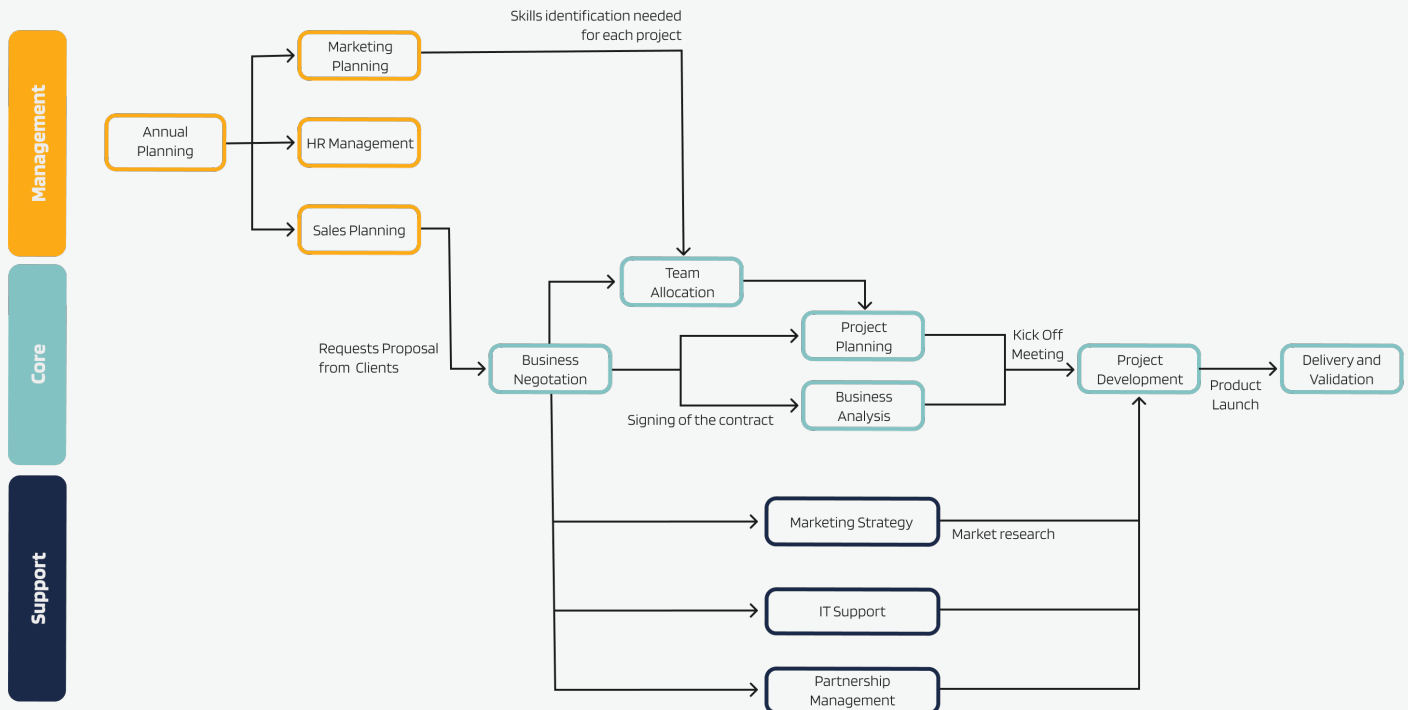 Management
Annual
Planning
Marketing
Planning
HR Management
Sales Planning
Skills identification needed
for each project
Core
Requests Proposal
from Clients
Business
Negotation
Team
Allocation
Signing of the contract
Project
Planning
Business
Analysis
Kick Off
Meeting
Project
Development
Product
Launch
Delivery and
Validation
Support
Marketing Strategy
Market research
IT Support
Partnership
Management